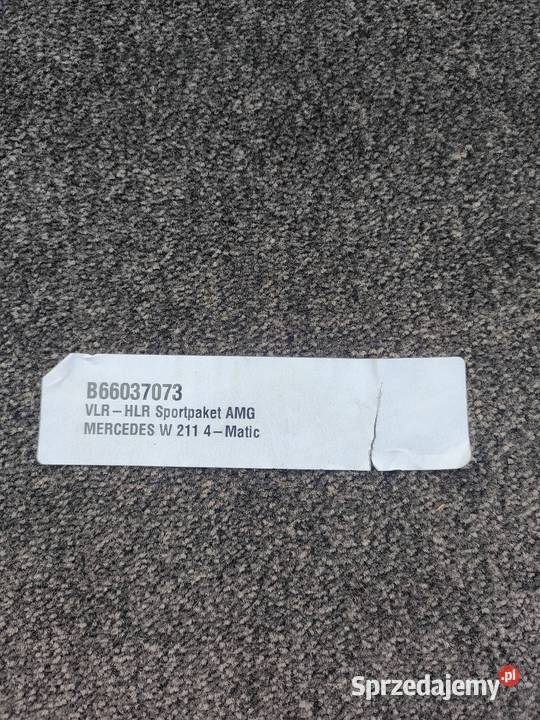 B66037073
VLR–HLR Sportpaket AMG
MERCEDES W 211 4–Matic
Sprzedajemy.pl